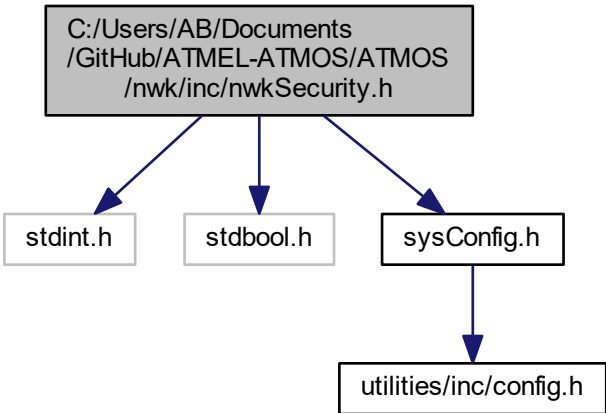 C:/Users/AB/Documents
/GitHub/ATMEL-ATMOS/ATMOS
/nwk/inc/nwkSecurity.h
stdint.h
stdbool.h
sysConfig.h
utilities/inc/config.h